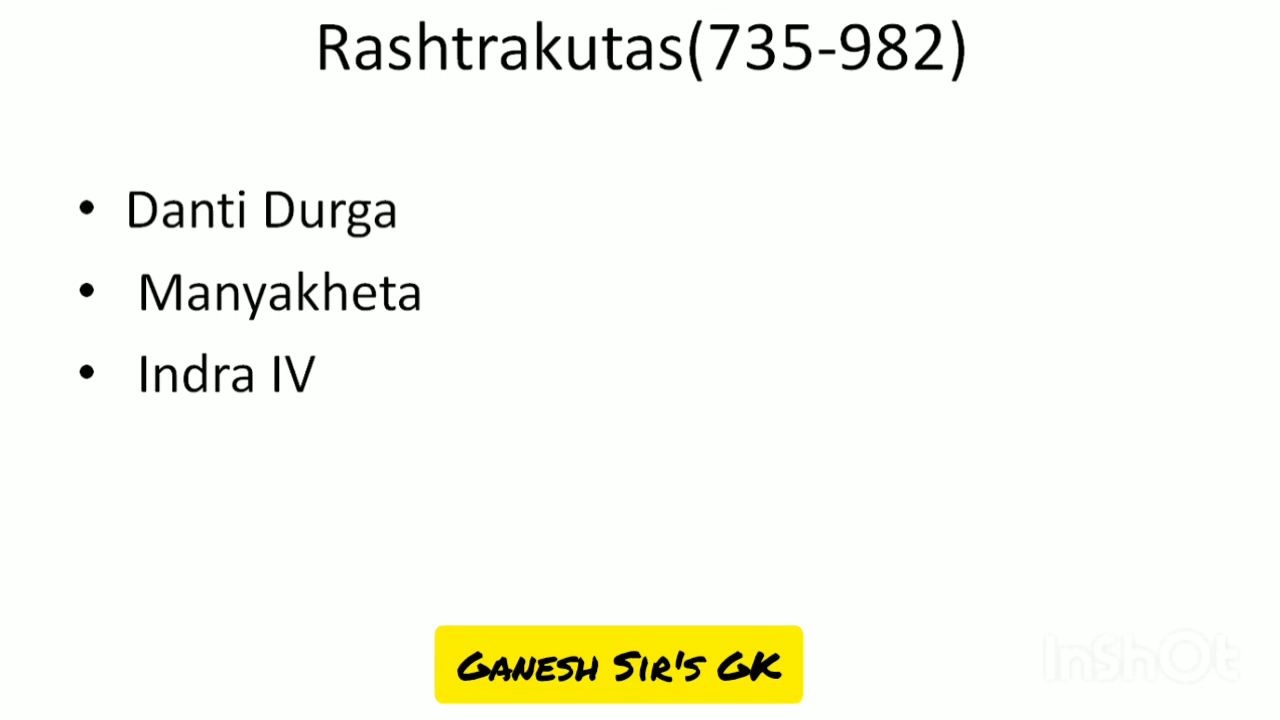 Rashtrakutas(735-982)
• Danti Durga
• Manyakheta
• Indra IV
Ganesh Sir's GK
InShOt